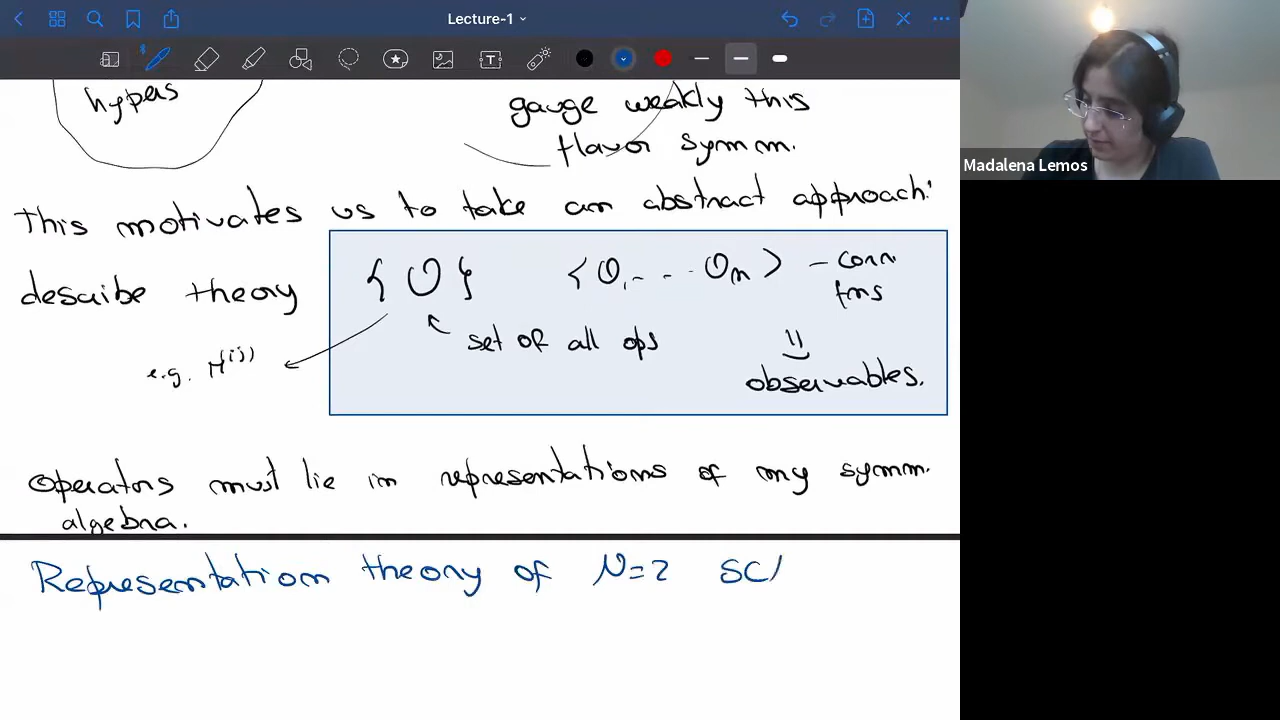 Lecture-1
Madalena Lemos
hypers
gauge weakly this
flavor symm.
This motivates us to take an abstract approach:
describe theory
{ O } < O1 ... On > - corr
fns
set of all ops
e.g. M^(ij)
observables.
Operators must lie in representations of my symm.
algebra.
Representation theory of N=2 SC